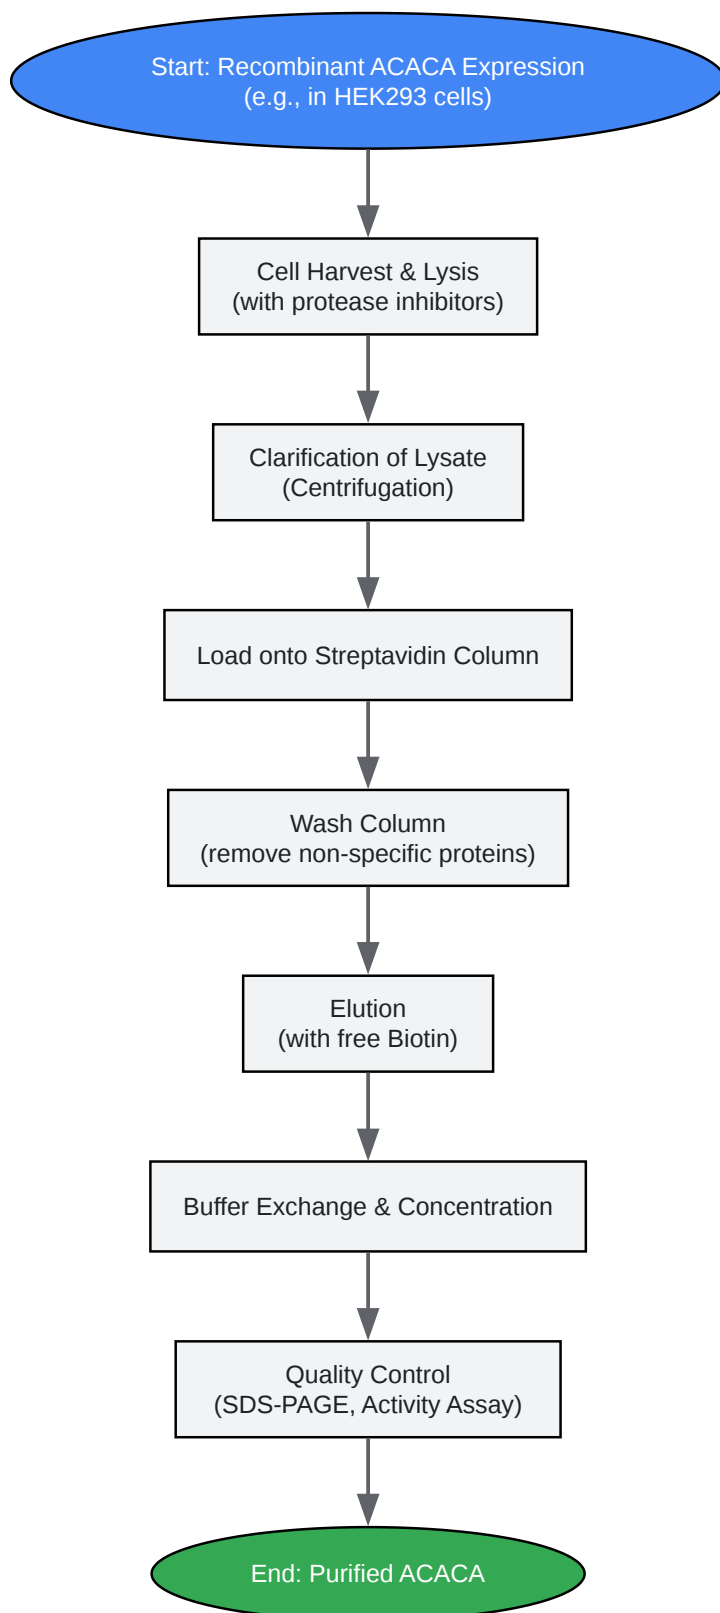 Start: Recombinant ACACA Expression
(e.g., in HEK293 cells)
Cell Harvest & Lysis
(with protease inhibitors)
Clarification of Lysate
(Centrifugation)
Load onto Streptavidin Column
Wash Column
(remove non-specific proteins)
Elution
(with free Biotin)
Buffer Exchange & Concentration
Quality Control
(SDS-PAGE, Activity Assay)
End: Purified ACACA